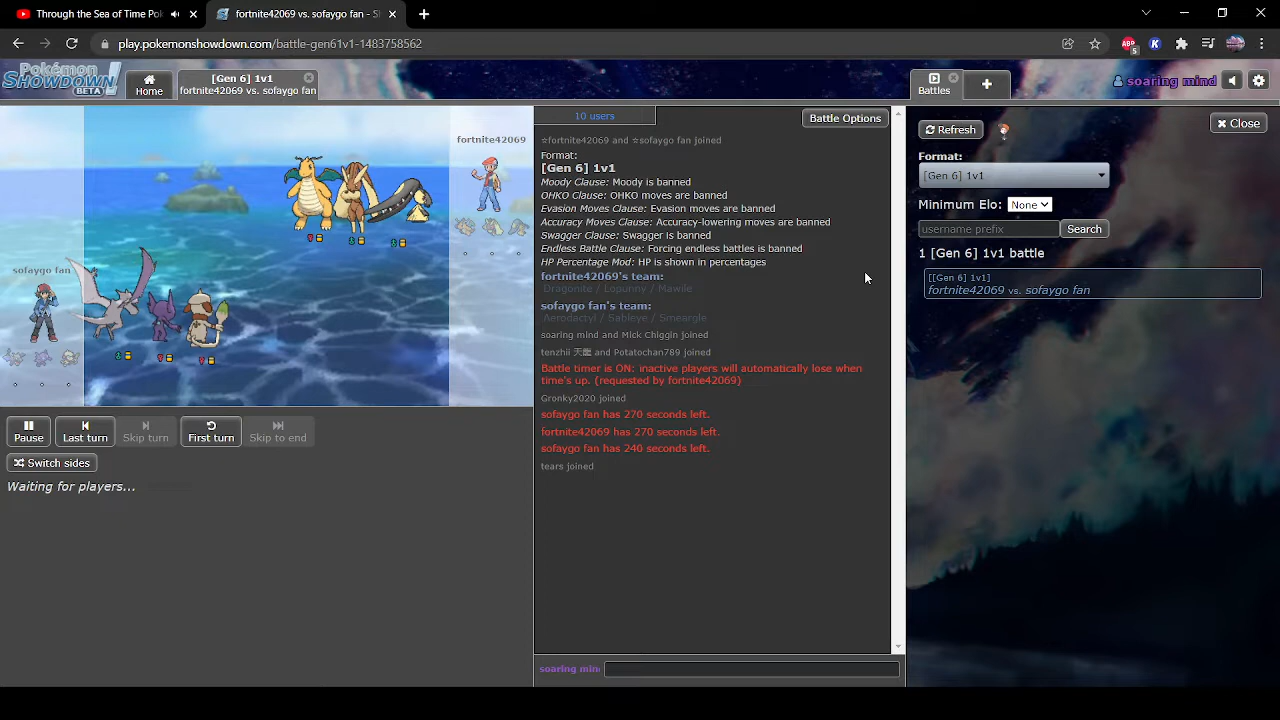 Through the Sea of Time Pok
fortnite42069 vs. sofaygo fan - S
play.pokemonshowdown.com/battle-gen61v1-1483758562
ABP
5
Pokémon
SHOWDOWN
BETA
Home
[Gen 6] 1v1
fortnite42069 vs. sofaygo fan
Battles
soaring mind
fortnite42069
sofaygo fan
10 users
Battle Options
☆fortnite42069 and ☆sofaygo fan joined
Format:
[Gen 6] 1v1
Moody Clause: Moody is banned
OHKO Clause: OHKO moves are banned
Evasion Moves Clause: Evasion moves are banned
Accuracy Moves Clause: Accuracy-lowering moves are banned
Swagger Clause: Swagger is banned
Endless Battle Clause: Forcing endless battles is banned
HP Percentage Mod: HP is shown in percentages
fortnite42069's team:
Dragonite / Lopunny / Mawile
sofaygo fan's team:
Aerodactyl / Sableye / Smeargle
soaring mind and Mick Chiggin joined
tenzhii 天龍 and Potatochan789 joined
Battle timer is ON: inactive players will automatically lose when
time's up. (requested by fortnite42069)
Gronky2020 joined
sofaygo fan has 270 seconds left.
fortnite42069 has 270 seconds left.
sofaygo fan has 240 seconds left.
tears joined
soaring min
Pause
Last turn
Skip turn
First turn
Skip to end
Switch sides
Waiting for players...
Refresh
Close
Format:
[Gen 6] 1v1
Minimum Elo: None
username prefix
Search
1 [Gen 6] 1v1 battle
[[Gen 6] 1v1]
fortnite42069 vs. sofaygo fan